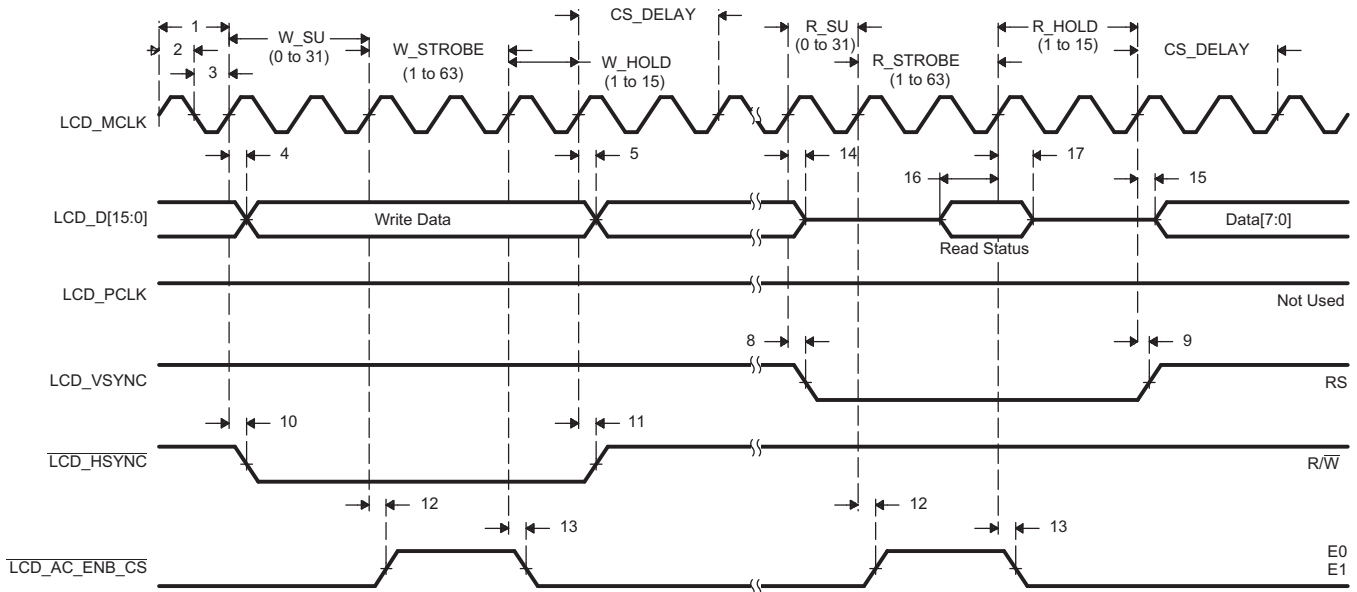 CS_DELAY
1
W_SU
(0 to 31)
R_SU
(0 to 31)
R_HOLD
(1 to 15)
2
W_STROBE
(1 to 63)
W_HOLD
(1 to 15)
R_STROBE
(1 to 63)
CS_DELAY
3
LCD_MCLK
4
5
14
17
16
15
LCD_D[15:0]
Write Data
Data[7:0]
Read Status
LCD_PCLK
Not Used
8
9
LCD_VSYNC
RS
10
11
LCD_HSYNC
R/W
12
13
12
13
LCD_AC_ENB_CS
E0
E1